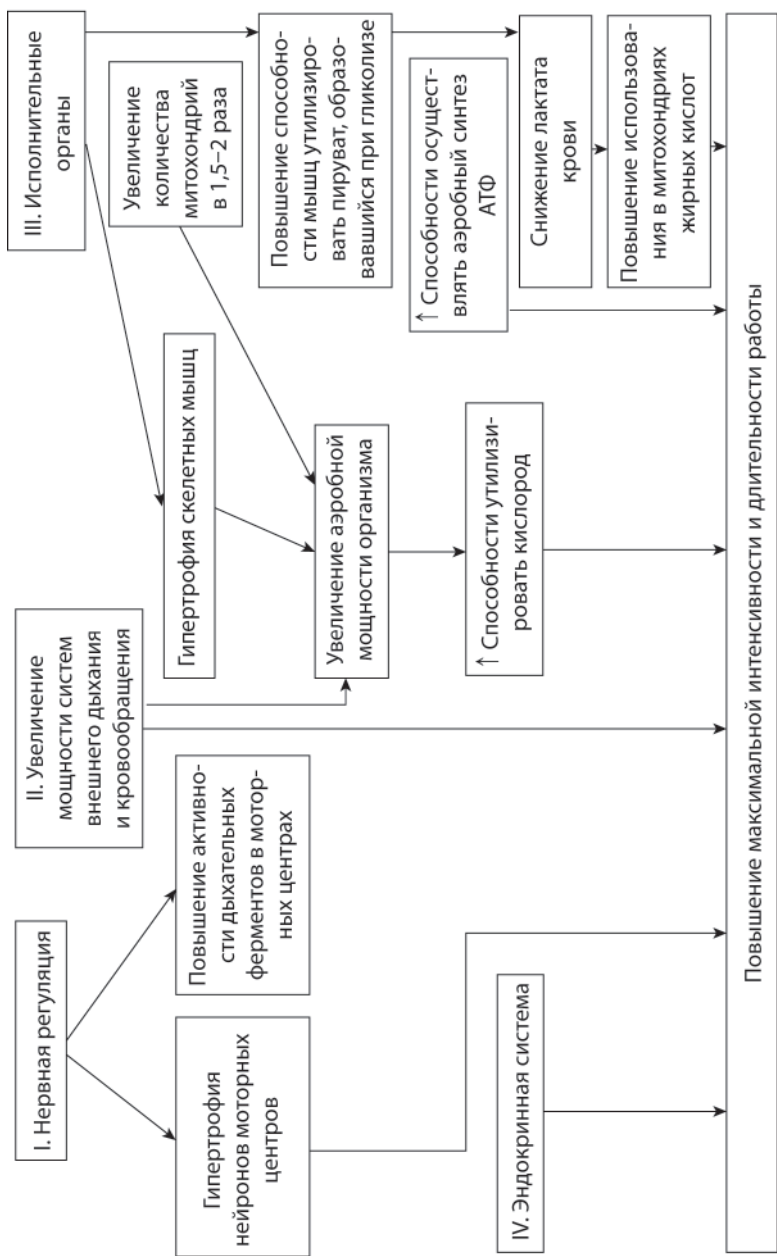 I. Нервная регуляция
II. Увеличение
мощности систем
внешнего дыхания
и кровообращения
III. Исполнительные
органы
Гипертрофия
нейронов моторных
центров
Повышение активно-
сти дыхательных
ферментов в мотор-
ных центрах
Гипертрофия скелетных мышц
Увеличение
количества
митохондрий
в 1,5–2 раза
Увеличение аэробной
мощности организма
Повышение способно-
сти мышц утилизиро-
вать пируват, образо-
вавшийся при гликолизе
↑ Способности осущест-
влять аэробный синтез
АТФ
IV. Эндокринная система
↑ Способности утилизи-
ровать кислород
Снижение лактата
крови
Повышение использова-
ния в митохондриях
жирных кислот
Повышение максимальной интенсивности и длительности работы